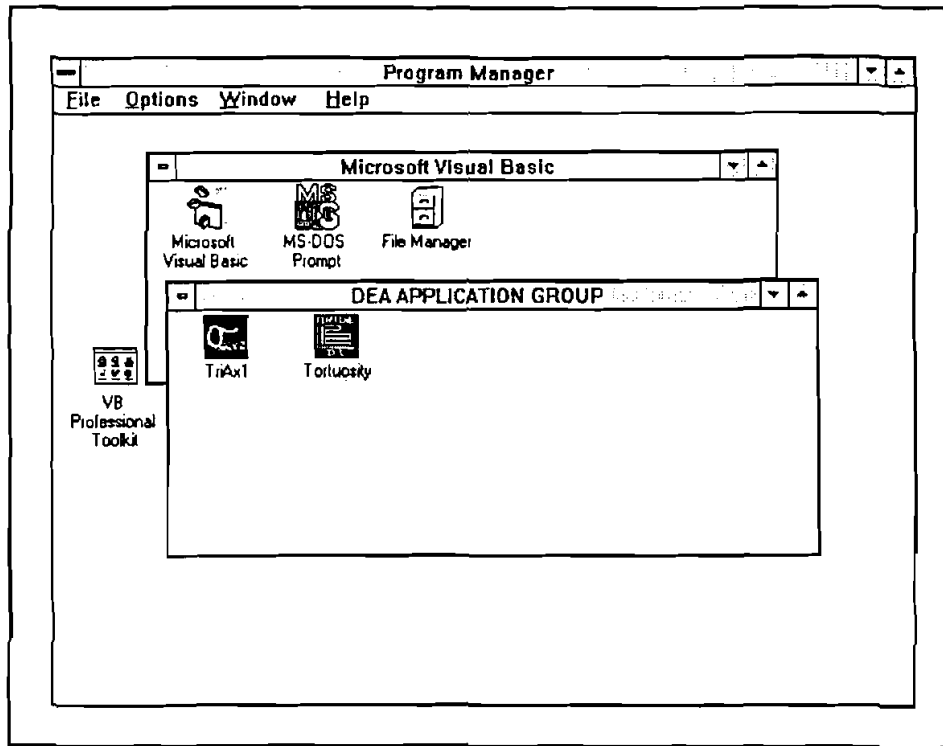 Program Manager
File Options Window Help
Microsoft Visual Basic
Microsoft
Visual Basic
MS-DOS
Prompt
File Manager
DEA APPLICATION GROUP
TriAx1
Tortuosity
VB
Professional
Toolkit